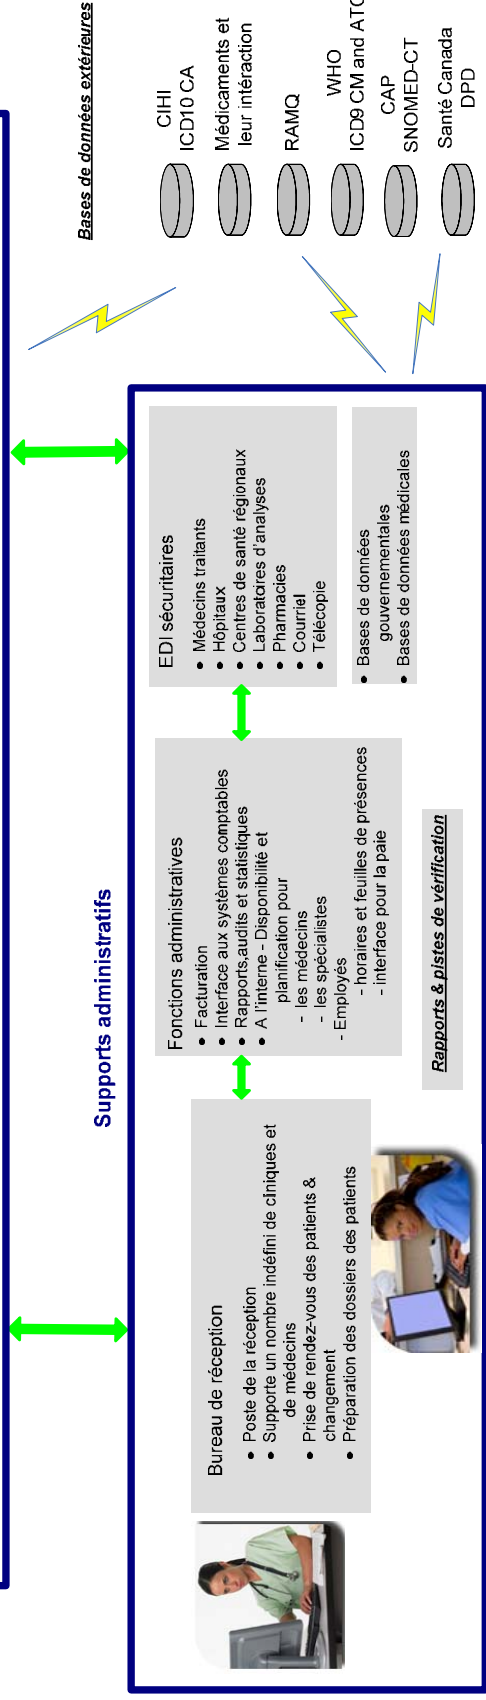 Supports administratifs
Bureau de réception
• Poste de la réception
• Supporte un nombre indéfini de cliniques et
de médecins
• Prise de rendez-vous des patients &
changement
• Préparation des dossiers des patients
Fonctions administratives
• Facturation
• Interface aux systèmes comptables
• Rapports,audits et statistiques
• A l'interne - Disponibilité et
planification pour
- les médecins
- les spécialistes
- Employés
- horaires et feuilles de présences
- interface pour la paie
Rapports & pistes de vérification
EDI sécuritaires
• Médecins traitants
• Hôpitaux
• Centres de santé régionaux
• Laboratoires d'analyses
• Pharmacies
• Courriel
• Télécopie
• Bases de données
gouvernementales
• Bases de données médicales
Bases de données extérieures
CIHI
ICD10 CA
Médicaments et
leur intéraction
RAMQ
WHO
ICD9 CM and ATC
CAP
SNOMED-CT
Santé Canada
DPD